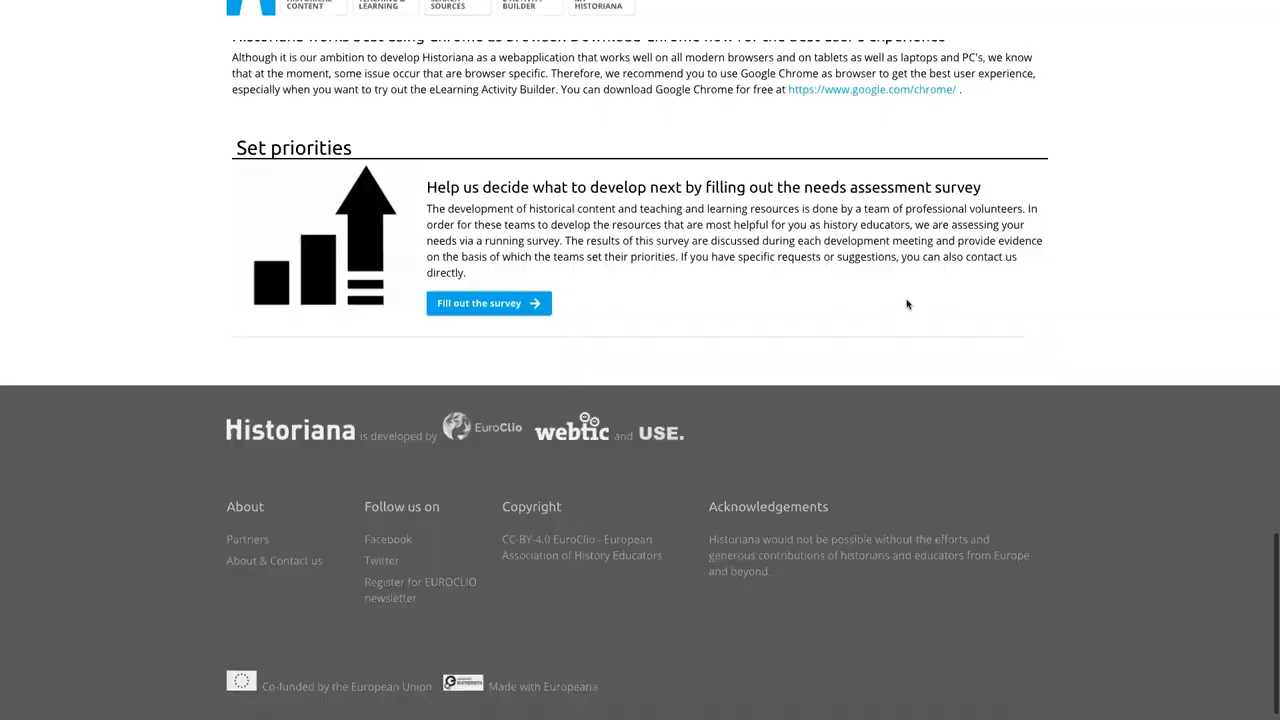 CONTENT
LEARNING
SOURCES
BUILDER
HISTORIANA
Historiana works best using Chrome as browser. Download Chrome now for the best user's experience
Although it is our ambition to develop Historiana as a webapplication that works well on all modern browsers and on tablets as well as laptops and PC's, we know
that at the moment, some issue occur that are browser specific. Therefore, we recommend you to use Google Chrome as browser to get the best user experience,
especially when you want to try out the eLearning Activity Builder. You can download Google Chrome for free at https://www.google.com/chrome/ .
Set priorities
Help us decide what to develop next by filling out the needs assessment survey
The development of historical content and teaching and learning resources is done by a team of professional volunteers. In
order for these teams to develop the resources that are most helpful for you as history educators, we are assessing your
needs via a running survey. The results of this survey are discussed during each development meeting and provide evidence
on the basis of which the teams set their priorities. If you have specific requests or suggestions, you can also contact us
directly.
Fill out the survey
Historiana is developed by EuroClio webtic and USE.
About
Partners
About & Contact us
Follow us on
Facebook
Twitter
Register for EUROCLIO
newsletter
Copyright
CC-BY-4.0 EuroClio - European
Association of History Educators
Acknowledgements
Historiana would not be possible without the efforts and
generous contributions of historians and educators from Europe
and beyond.
Co-funded by the European Union europeana Made with Europeana